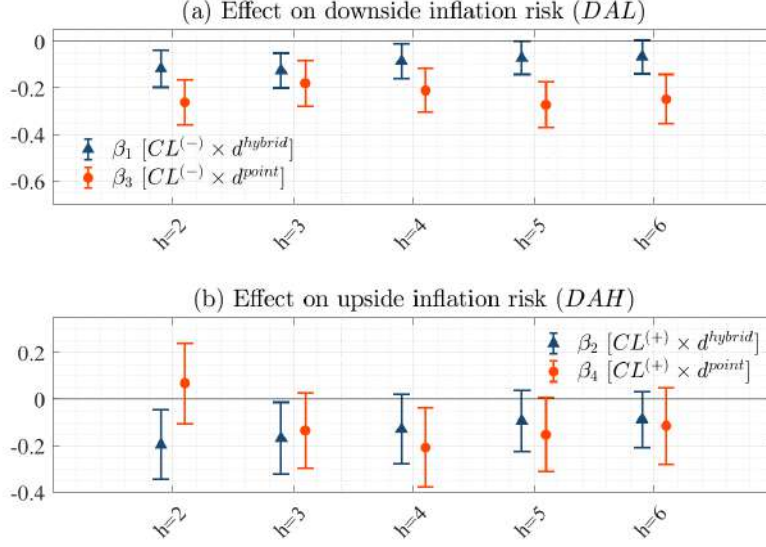 (a) Effect on downside inflation risk (DAL)
0
-0.2
-0.4
-0.6
β₁ [CL⁽⁻⁾ × d^hybrid]
β₃ [CL⁽⁻⁾ × d^point]
h=2
h=3
h=4
h=5
h=6
(b) Effect on upside inflation risk (DAH)
0.2
0
-0.2
-0.4
β₂ [CL⁽⁺⁾ × d^hybrid]
β₄ [CL⁽⁺⁾ × d^point]
h=2
h=3
h=4
h=5
h=6